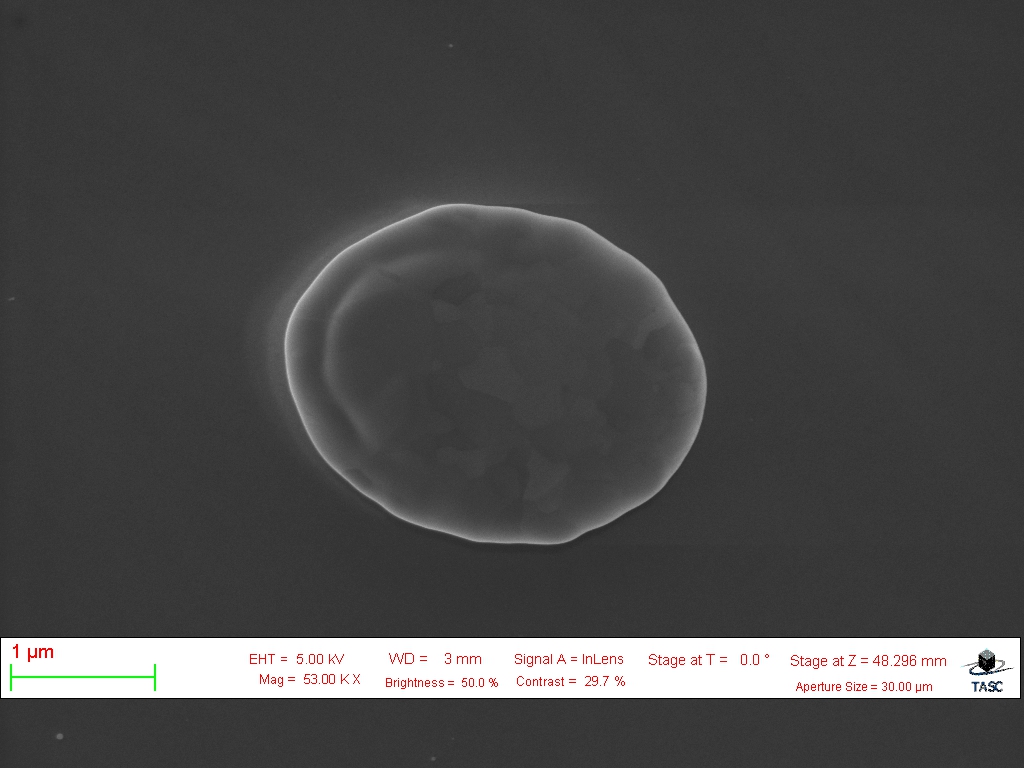 1 µm
EHT = 5.00 kV WD = 3 mm Signal A = InLens Stage at T = 0.0 ° Stage at Z = 48.296 mm
Mag = 53.00 K X Brightness = 50.0 % Contrast = 29.7 % Aperture Size = 30.00 µm
TASC